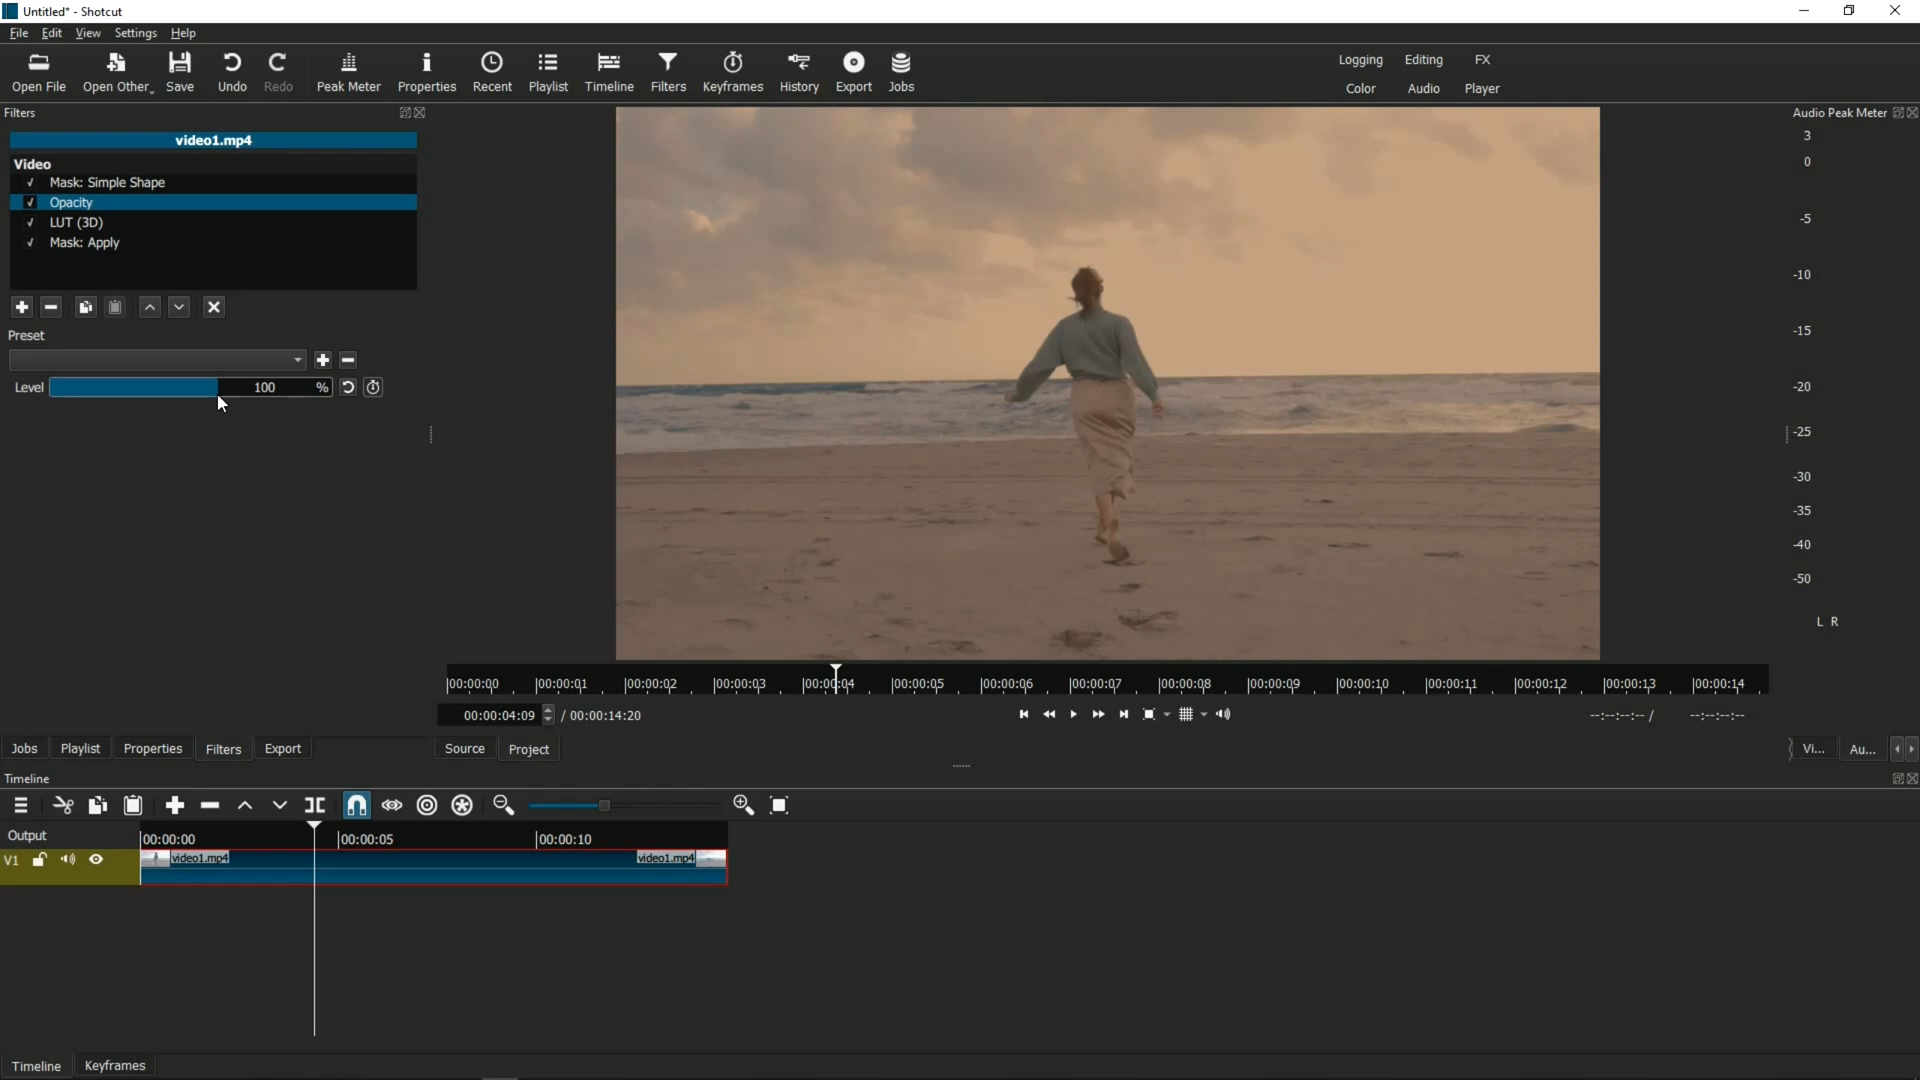 Untitled* - Shotcut
File Edit View Settings Help
Open File Open Other Save Undo Redo Peak Meter Properties Recent Playlist Timeline Filters Keyframes History Export Jobs
Logging Editing FX
Color Audio Player
Filters
video1.mp4
Video
Mask: Simple Shape
Opacity
LUT (3D)
Mask: Apply
Preset
Level 100 %
Audio Peak Meter
3
0
-5
-10
-15
-20
-25
-30
-35
-40
-50
L R
00:00:00 00:00:01 00:00:02 00:00:03 00:00:04 00:00:05 00:00:06 00:00:07 00:00:08 00:00:09 00:00:10 00:00:11 00:00:12 00:00:13 00:00:14
00:00:04:09 / 00:00:14:20
--:--:--:-- / --:--:--:--
Jobs Playlist Properties Filters Export
Source Project
Vi... Au...
Timeline
Output
00:00:00 00:00:05 00:00:10
V1 video1.mp4 video1.mp4
Timeline Keyframes